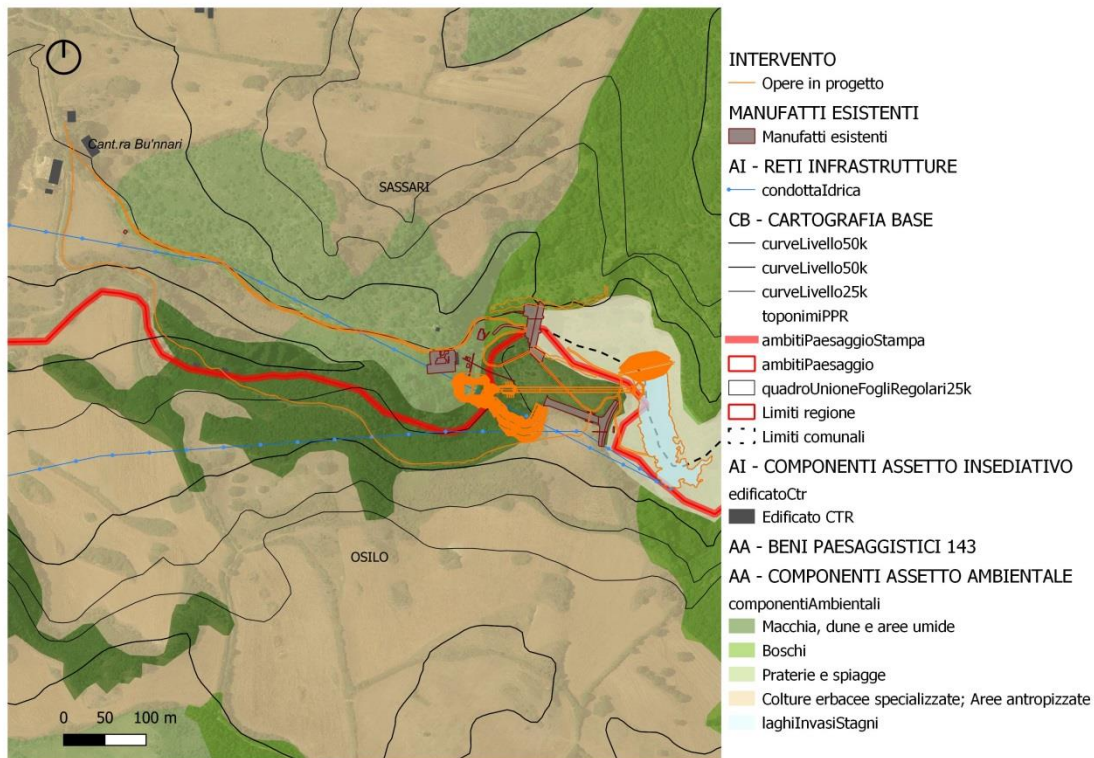 Cant.ra Bu'nnari
SASSARI
OSILO
0 50 100 m
INTERVENTO
Opere in progetto
MANUFATTI ESISTENTI
Manufatti esistenti
AI - RETI INFRASTRUTTURE
condottaIdrica
CB - CARTOGRAFIA BASE
curveLivello50k
curveLivello50k
curveLivello25k
toponimiPPR
ambitiPaesaggioStampa
ambitiPaesaggio
quadroUnioneFogliRegolari25k
Limiti regione
Limiti comunali
AI - COMPONENTI ASSETTO INSEDIATIVO
edificatoCtr
Edificato CTR
AA - BENI PAESAGGISTICI 143
AA - COMPONENTI ASSETTO AMBIENTALE
componentiAmbientali
Macchia, dune e aree umide
Boschi
Praterie e spiagge
Colture erbacee specializzate; Aree antropizzate
laghiInvasiStagni